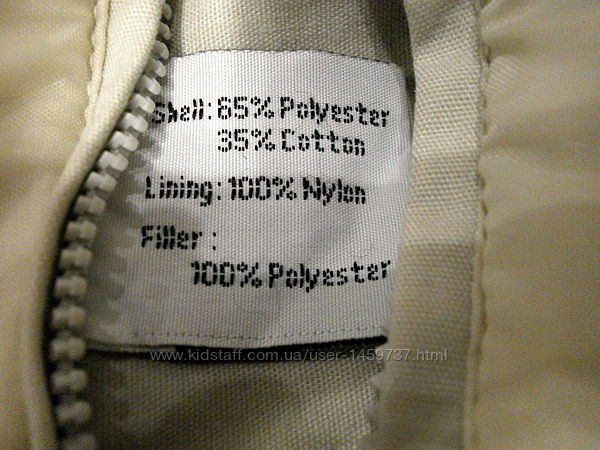 Shell: 65% Polyester
35% Cotton
Lining: 100% Nylon
Filler :
100% Polyester
www.kidstaff.com.ua/user-1459737.html